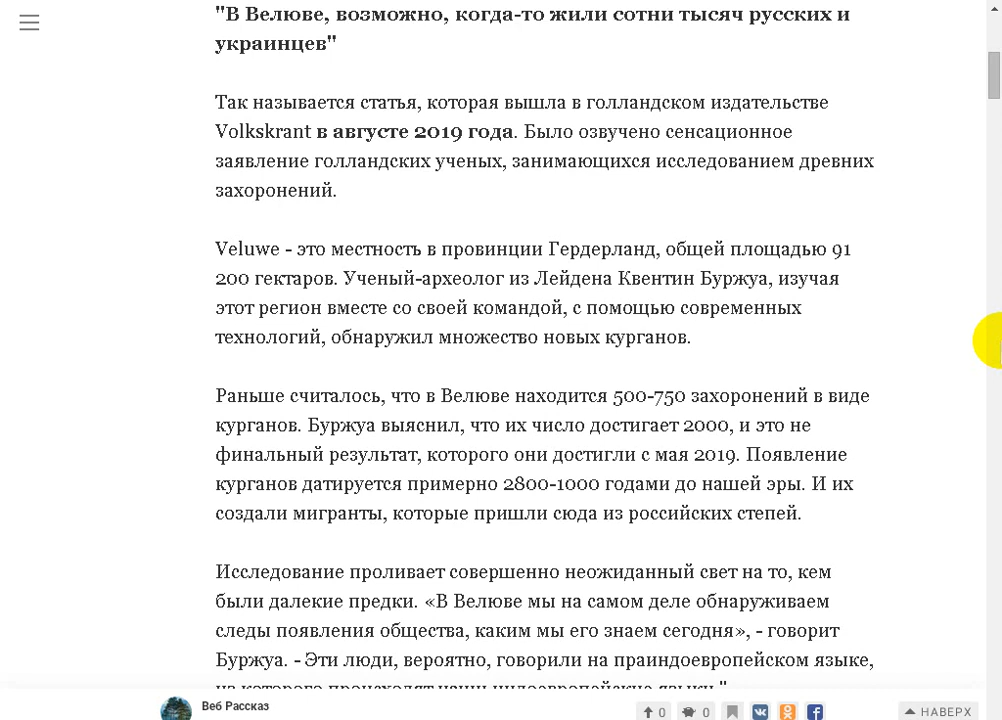 "В Велюве, возможно, когда-то жили сотни тысяч русских и
украинцев"
Так называется статья, которая вышла в голландском издательстве
Volkskrant в августе 2019 года. Было озвучено сенсационное
заявление голландских ученых, занимающихся исследованием древних
захоронений.
Veluwe - это местность в провинции Гердерланд, общей площадью 91
200 гектаров. Ученый-археолог из Лейдена Квентин Буржуа, изучая
этот регион вместе со своей командой, с помощью современных
технологий, обнаружил множество новых курганов.
Раньше считалось, что в Велюве находится 500-750 захоронений в виде
курганов. Буржуа выяснил, что их число достигает 2000, и это не
финальный результат, которого они достигли с мая 2019. Появление
курганов датируется примерно 2800-1000 годами до нашей эры. И их
создали мигранты, которые пришли сюда из российских степей.
Исследование проливает совершенно неожиданный свет на то, кем
были далекие предки. «В Велюве мы на самом деле обнаруживаем
следы появления общества, каким мы его знаем сегодня», - говорит
Буржуа. - Эти люди, вероятно, говорили на праиндоевропейском языке,
из которого происходят наши индоевропейские языки."
Веб Рассказ
0
0
НАВЕРХ